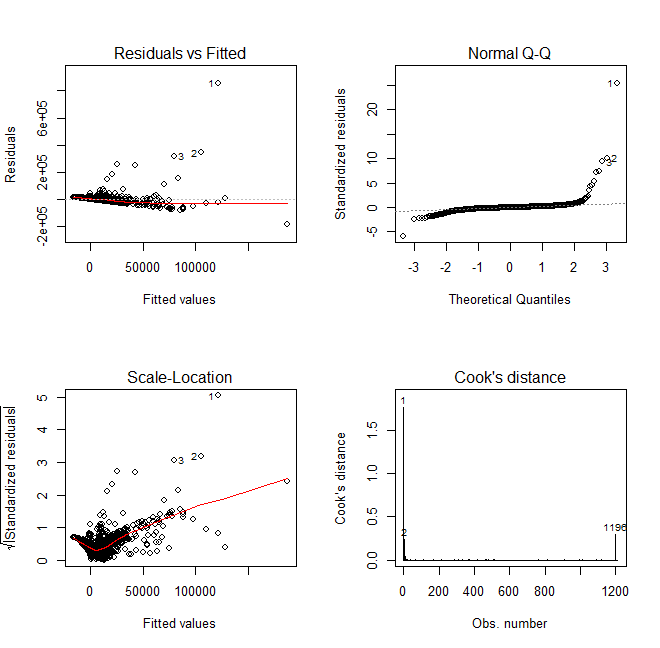 Residuals vs Fitted
Residuals
6e+05
2e+05
-2e+05
1
2
3
0 50000 100000
Fitted values
Normal Q-Q
Standardized residuals
20
10
5
0
-5
1
2
3
-3 -2 -1 0 1 2 3
Theoretical Quantiles
Scale-Location
√|Standardized residuals|
5
4
3
2
1
0
1
2
3
0 50000 100000
Fitted values
Cook's distance
Cook's distance
1.5
1.0
0.5
0.0
1
2
1196
0 200 400 600 800 1200
Obs. number